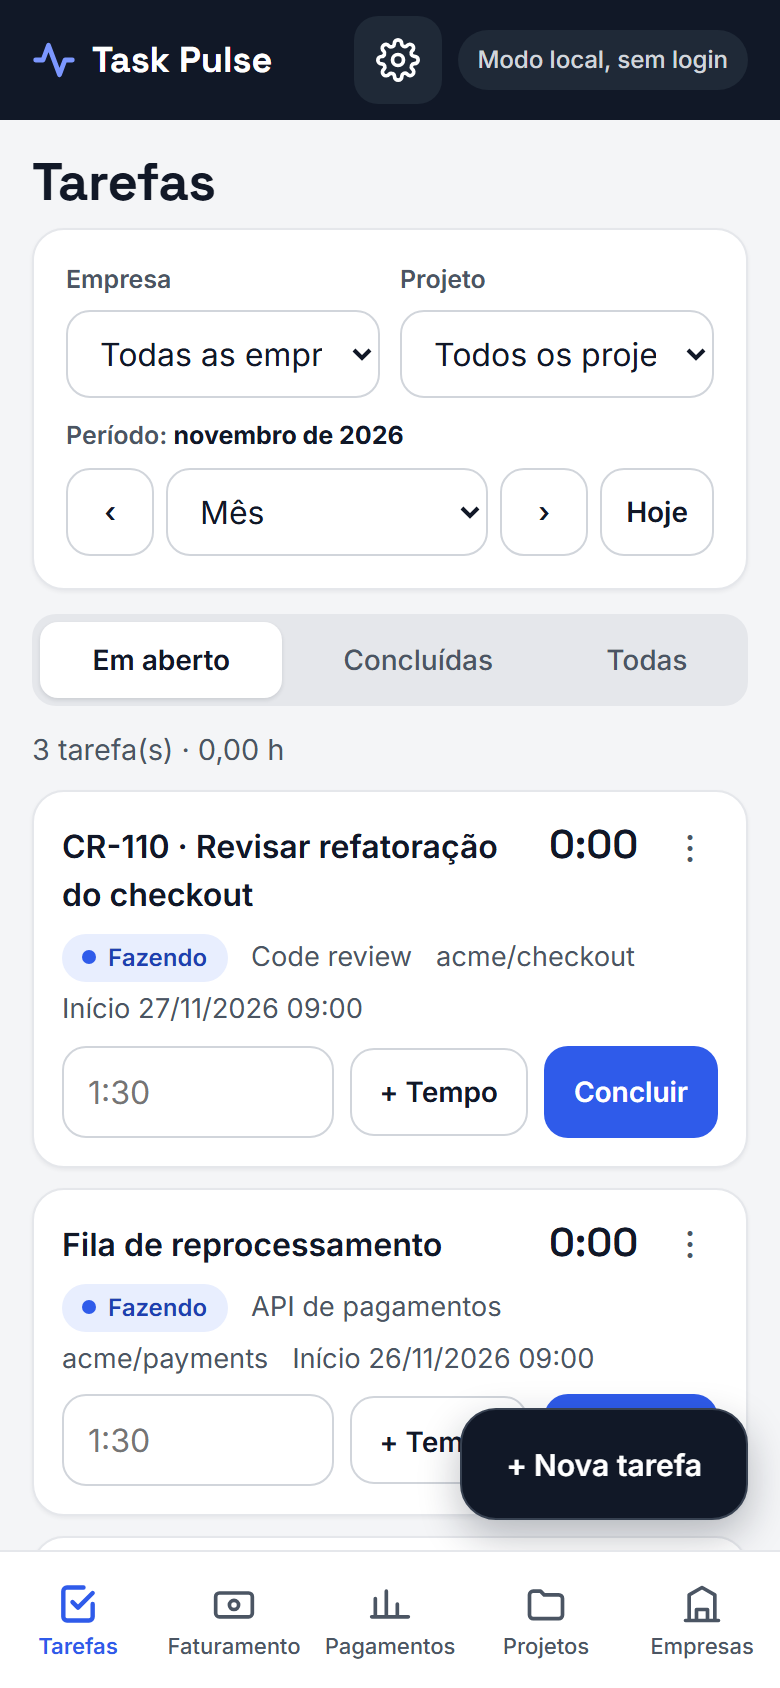 Task Pulse
Modo local, sem login
Tarefas
Empresa
Projeto
Todas as empr
Todos os proje
Período: novembro de 2026
‹
Mês
›
Hoje
Em aberto
Concluídas
Todas
3 tarefa(s) · 0,00 h
CR-110 · Revisar refatoração
do checkout
0:00
Fazendo
Code review
acme/checkout
Início 27/11/2026 09:00
1:30
+ Tempo
Concluir
Fila de reprocessamento
0:00
Fazendo
API de pagamentos
acme/payments
Início 26/11/2026 09:00
1:30
+ Tem
+ Nova tarefa
Tarefas
Faturamento
Pagamentos
Projetos
Empresas